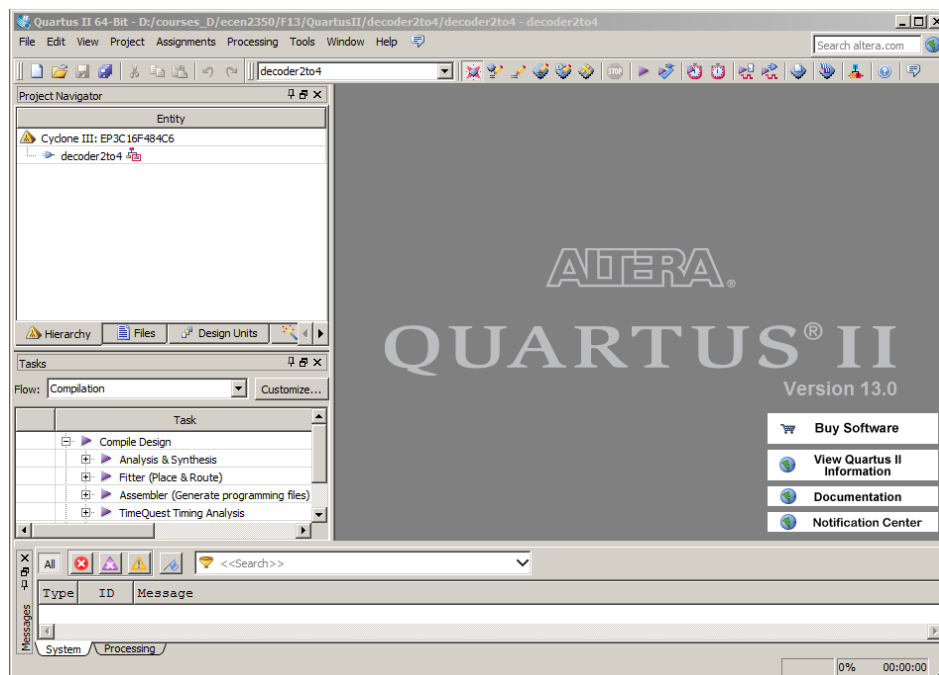 Quartus II 64-Bit - D:/courses_D/ecen2350/F13/QuartusII/decoder2to4/decoder2to4 - decoder2to4
File Edit View Project Assignments Processing Tools Window Help
Search altera.com
decoder2to4
STOP
Project Navigator
Entity
Cyclone III: EP3C16F484C6
decoder2to4
Hierarchy Files Design Units
Tasks
Flow: Compilation Customize...
Task
Compile Design
Analysis & Synthesis
Fitter (Place & Route)
Assembler (Generate programming files)
TimeQuest Timing Analysis
ALTERA®
QUARTUS® II
Version 13.0
Buy Software
View Quartus II
Information
Documentation
Notification Center
Messages
All <<Search>>
Type ID Message
System Processing
0% 00:00:00